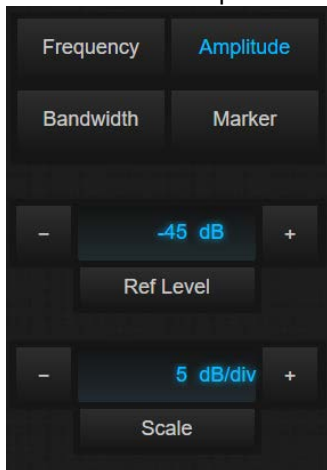 Frequency Amplitude
Bandwidth Marker
– -45 dB +
Ref Level
– 5 dB/div +
Scale